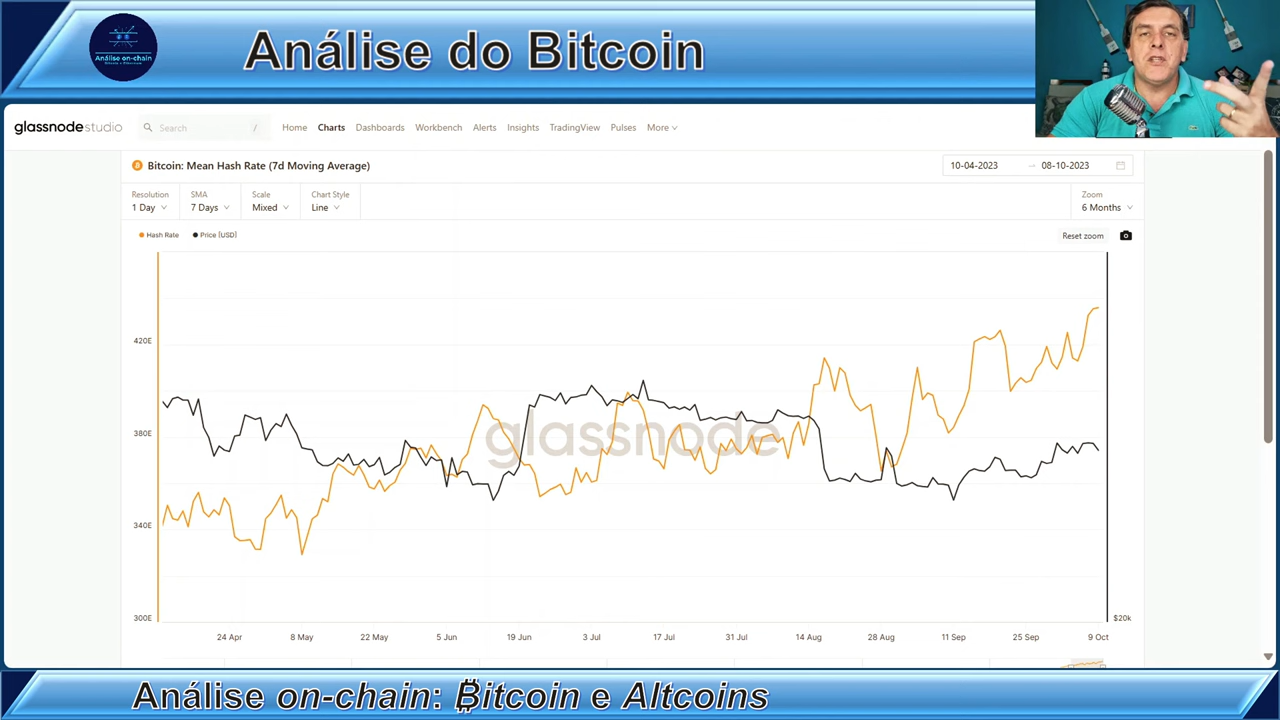 Análise do Bitcoin
Análise on-chain
glassnode studio
Search /
Home Charts Dashboards Workbench Alerts Insights TradingView Pulses More
Bitcoin: Mean Hash Rate (7d Moving Average)
10-04-2023 → 08-10-2023
Resolution SMA Scale Chart Style Zoom
1 Day 7 Days Mixed Line 6 Months
Hash Rate Price [USD]
Reset zoom
glassnode
420E
380E
340E
300E
$20k
24 Apr 8 May 22 May 5 Jun 19 Jun 3 Jul 17 Jul 31 Jul 14 Aug 28 Aug 11 Sep 25 Sep 9 Oct
Análise on-chain: ₿itcoin e Altcoins